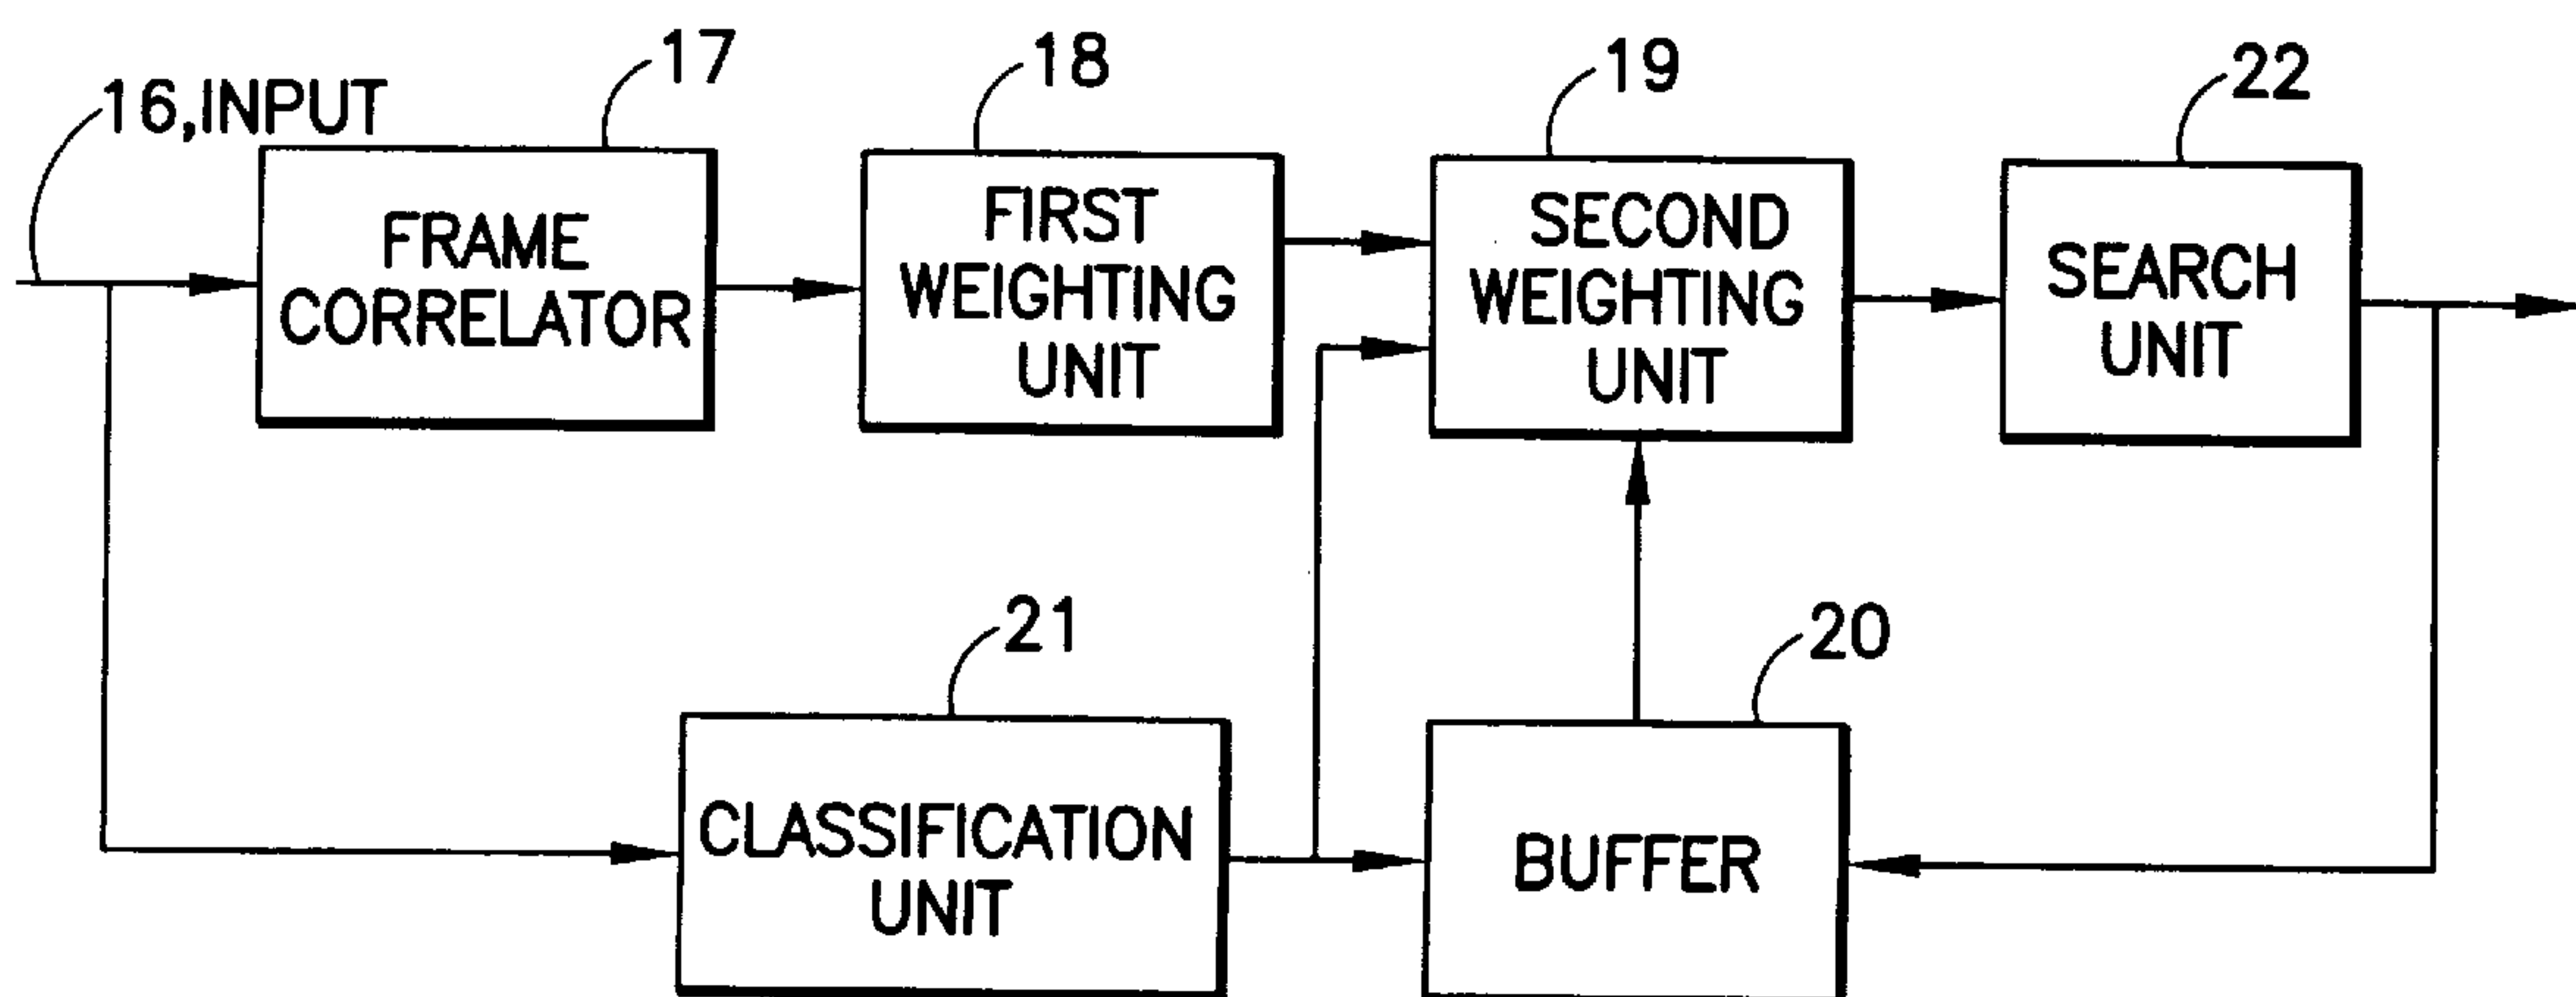 16,INPUT
17
18
19
22
FRAME
CORRELATOR
FIRST
WEIGHTING
UNIT
SECOND
WEIGHTING
UNIT
SEARCH
UNIT
21
20
CLASSIFICATION
UNIT
BUFFER